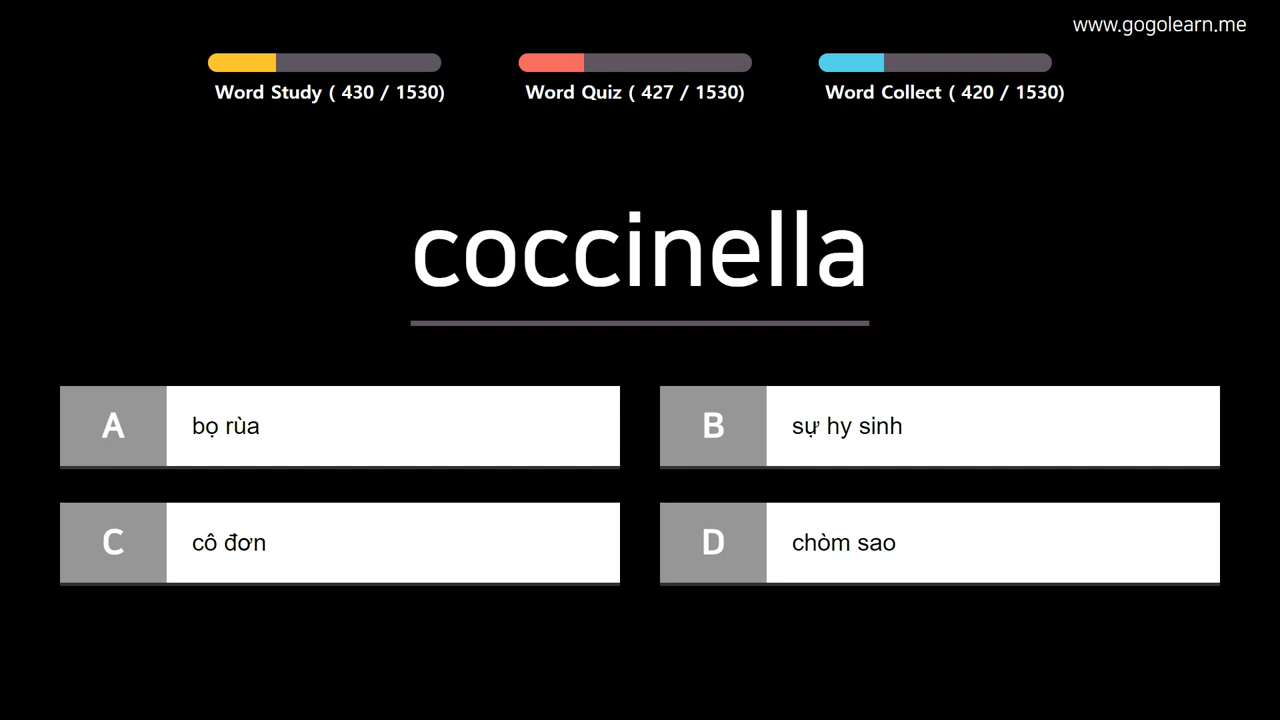 www.gogolearn.me
Word Study ( 430 / 1530)
Word Quiz ( 427 / 1530)
Word Collect ( 420 / 1530)
coccinella
A bọ rùa
B sự hy sinh
C cô đơn
D chòm sao